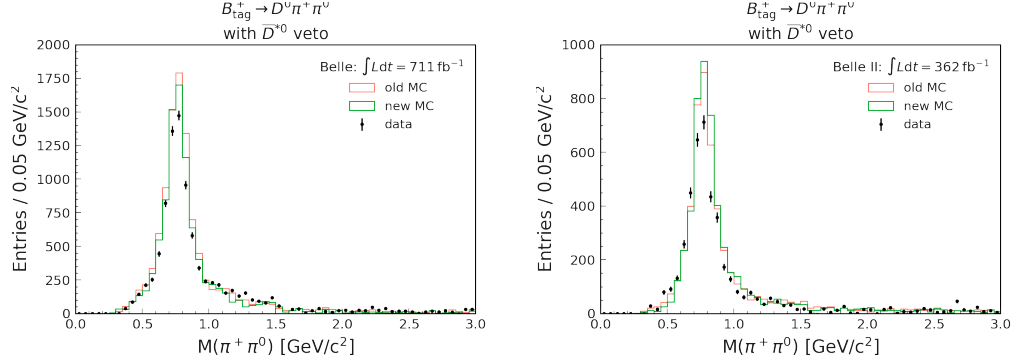 B⁺tag → D⁰π⁺π⁰
with D̅*⁰ veto
Entries / 0.05 GeV/c²
2000
1750
1500
1250
1000
750
500
250
0
Belle: ∫Ldt = 711 fb⁻¹
old MC
new MC
data
0.0 0.5 1.0 1.5 2.0 2.5 3.0
M(π⁺π⁰) [GeV/c²]
B⁺tag → D⁰π⁺π⁰
with D̅*⁰ veto
Entries / 0.05 GeV/c²
1000
800
600
400
200
0
Belle II: ∫Ldt = 362 fb⁻¹
old MC
new MC
data
0.0 0.5 1.0 1.5 2.0 2.5 3.0
M(π⁺π⁰) [GeV/c²]